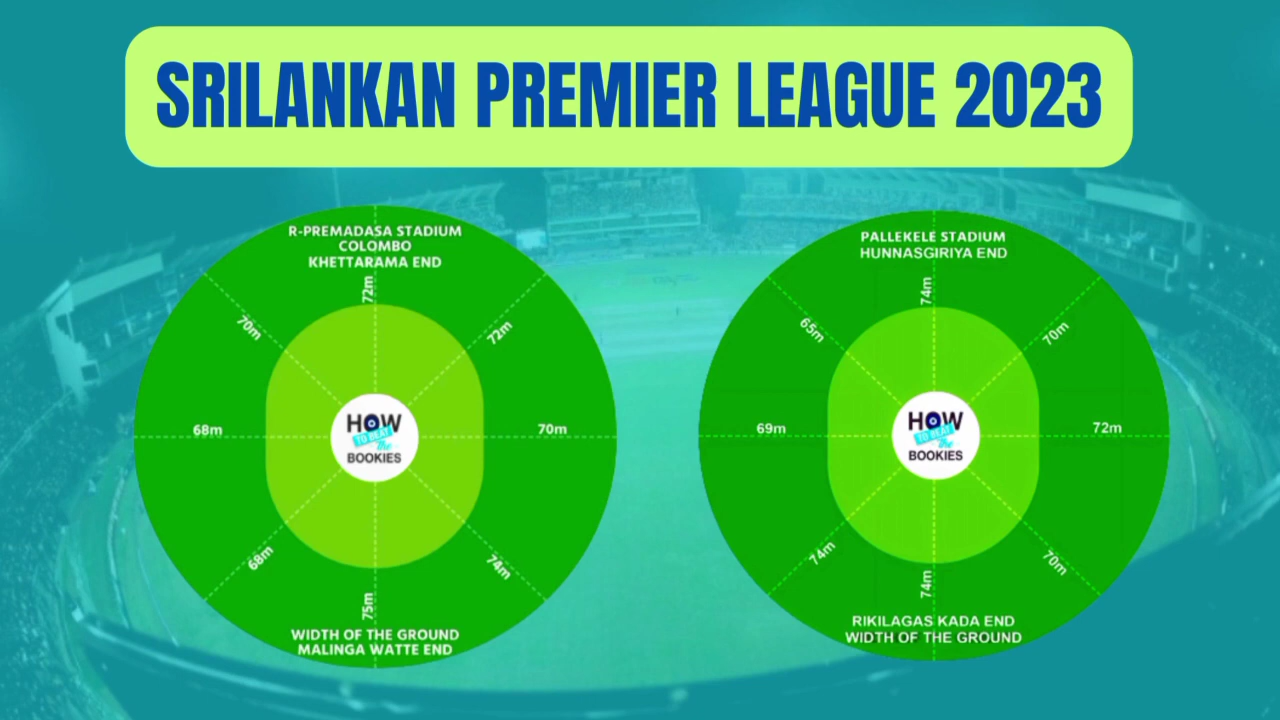 SRILANKAN PREMIER LEAGUE 2023
R-PREMADASA STADIUM
COLOMBO
KHETTARAMA END
72m
70m
72m
68m
70m
HOW
TO BEAT
The
BOOKIES
68m
74m
75m
WIDTH OF THE GROUND
MALINGA WATTE END
PALLEKELE STADIUM
HUNNASGIRIYA END
74m
65m
70m
69m
72m
HOW
TO BEAT
The
BOOKIES
74m
70m
74m
RIKILAGAS KADA END
WIDTH OF THE GROUND